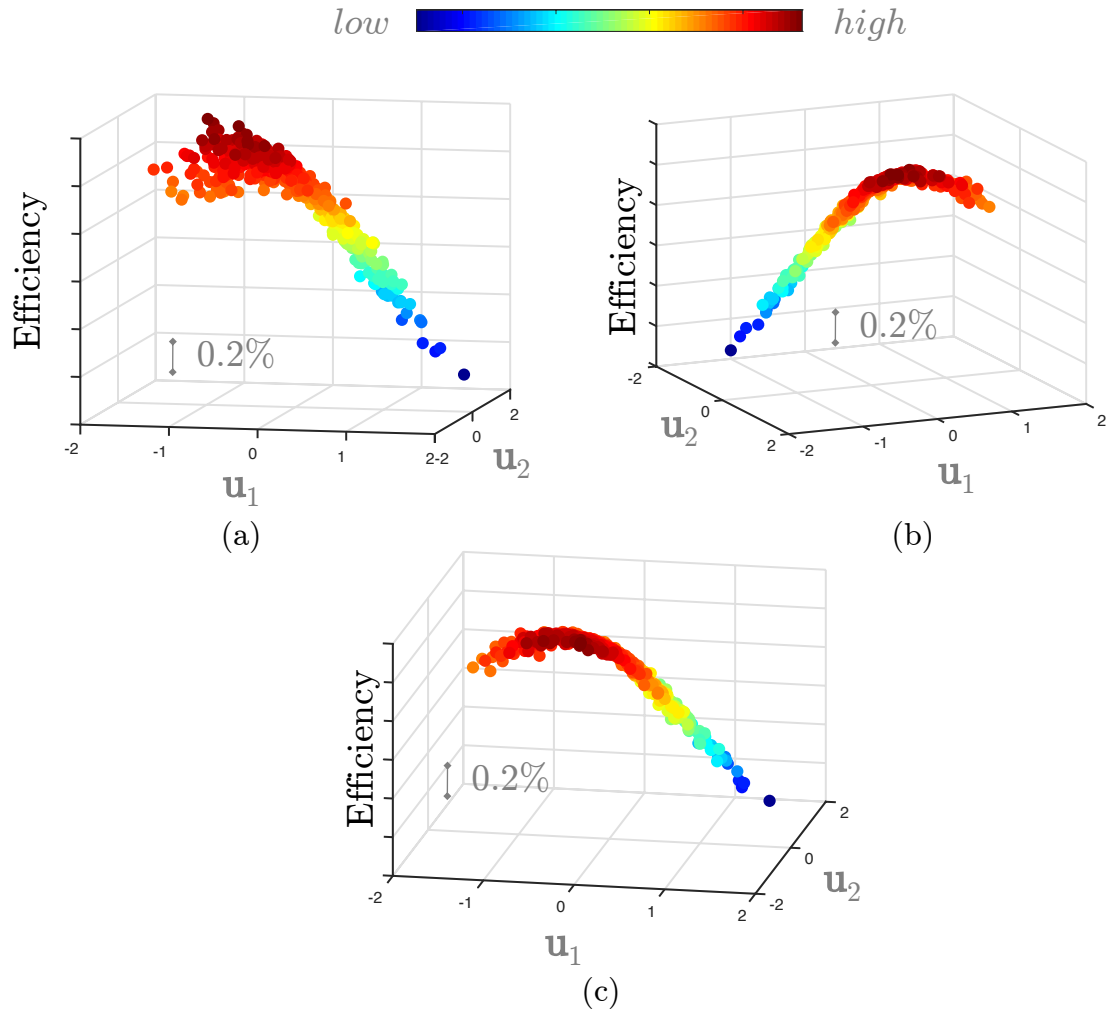 low high
Efficiency
0.2%
-2 -1 0 1 2 -2 0 2
u1
u2
(a)
Efficiency
0.2%
-2 0 2 -2 -1 0 1 2
u2
u1
(b)
Efficiency
0.2%
-2 -1 0 1 2 -2 0 2
u1
u2
(c)